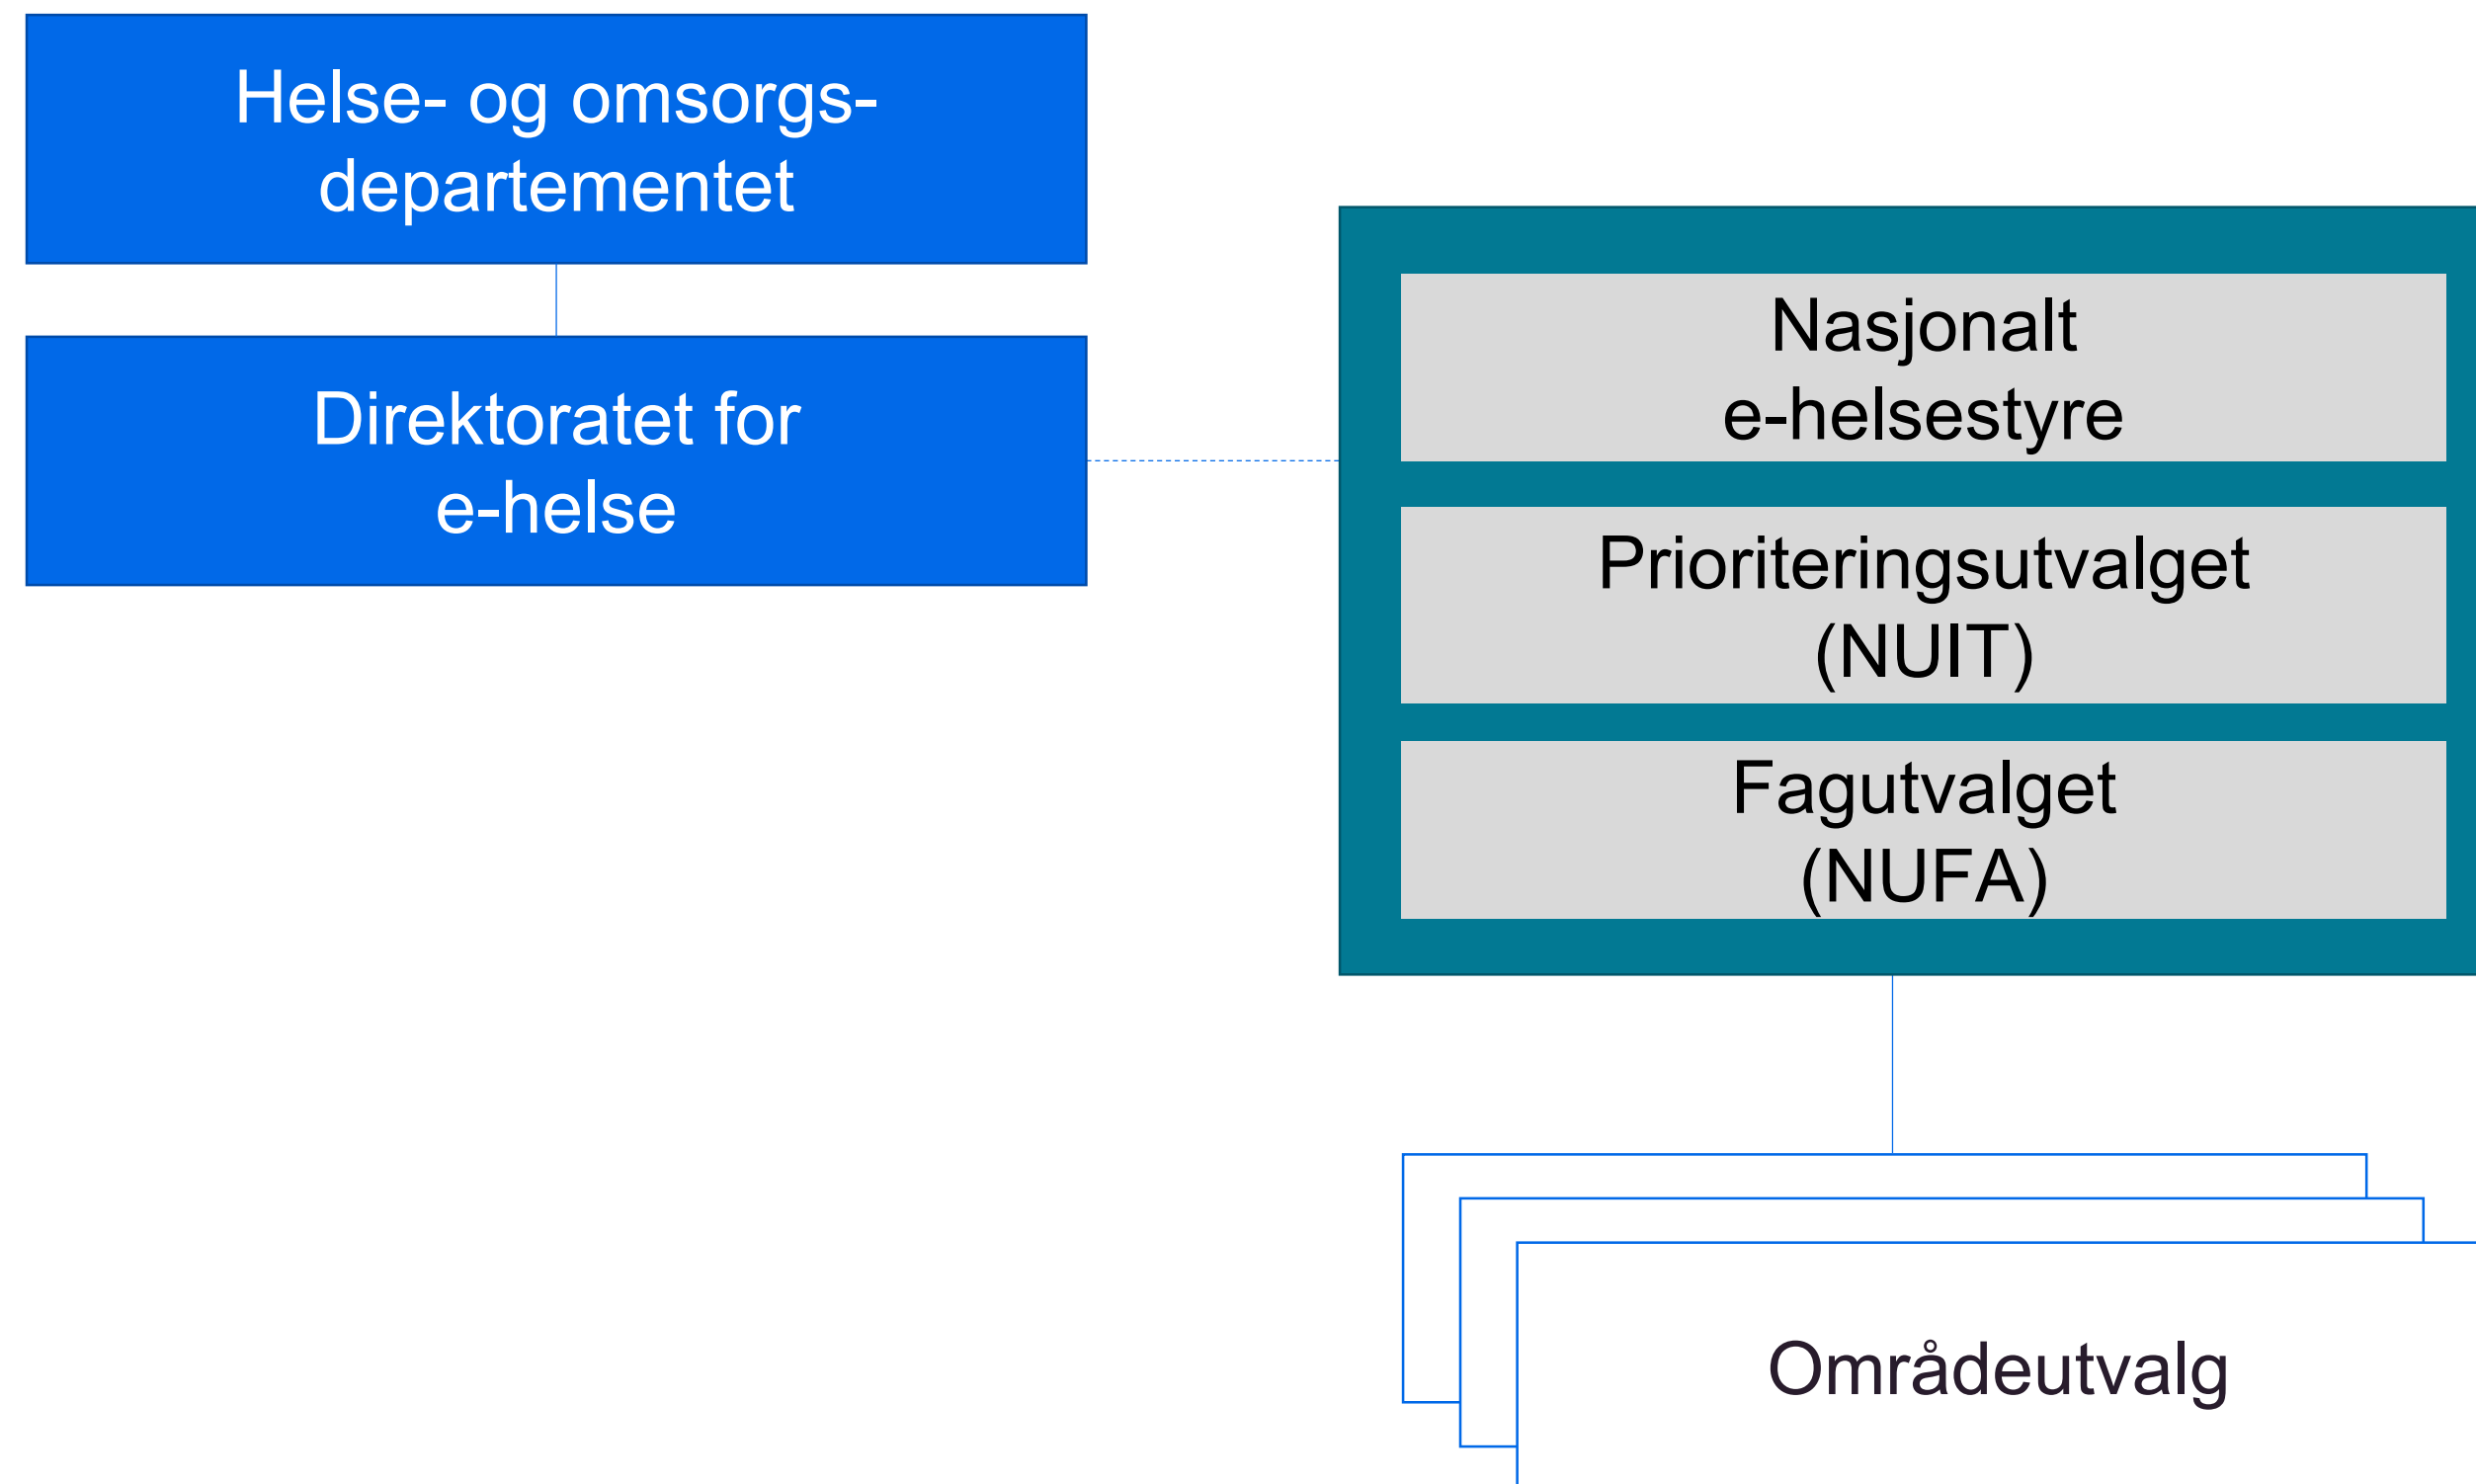 Helse- og omsorgs-
departementet
Direktoratet for
e-helse
Nasjonalt
e-helsestyre
Prioriteringsutvalget
(NUIT)
Fagutvalget
(NUFA)
Områdeutvalg